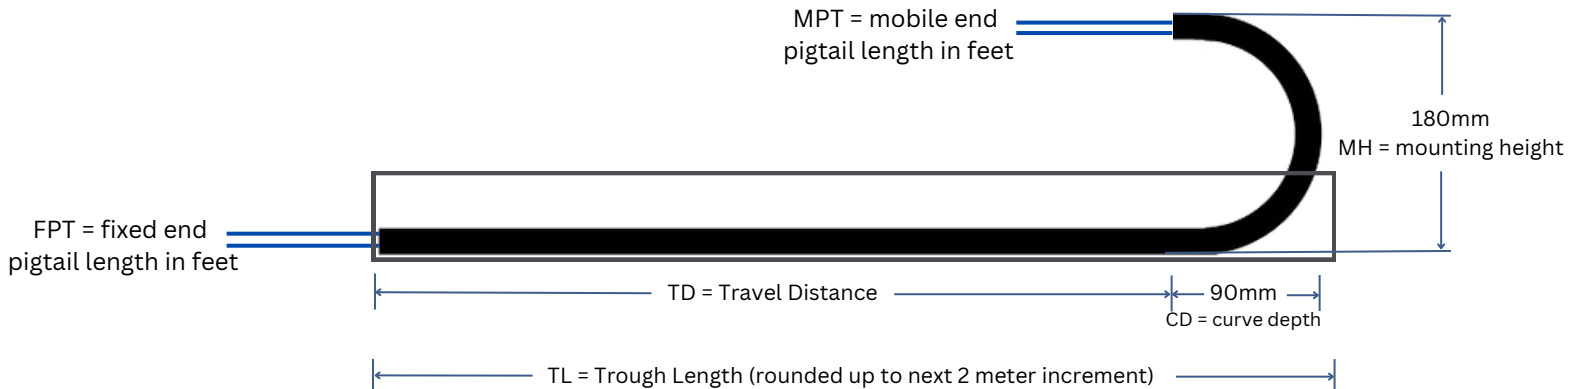 MPT = mobile end
pigtail length in feet
180mm
MH = mounting height
FPT = fixed end
pigtail length in feet
TD = Travel Distance
90mm
CD = curve depth
TL = Trough Length (rounded up to next 2 meter increment)